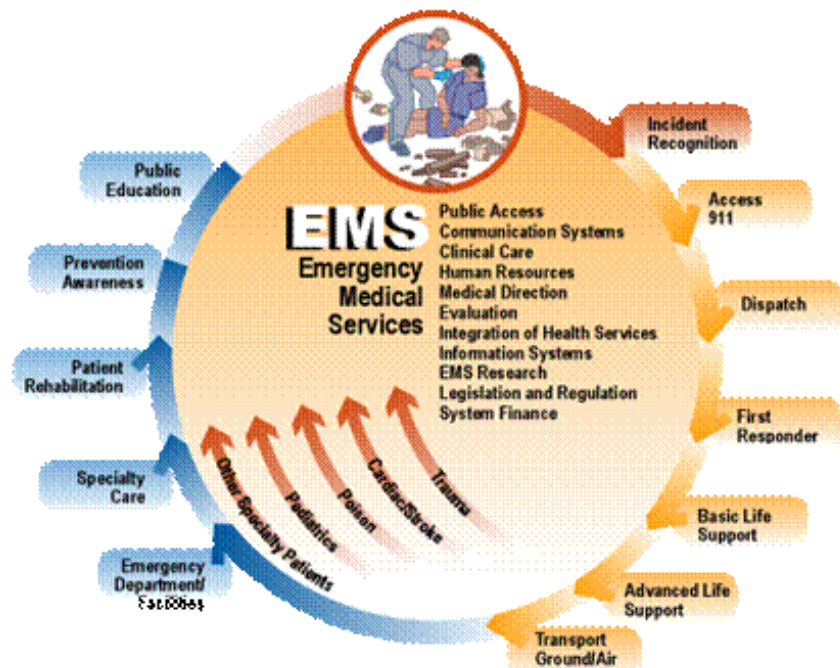 Incident
Recognition
Access
911
Dispatch
First
Responder
Basic Life
Support
Advanced Life
Support
Transport
Ground/Air
Emergency
Department/
Facilities
Specialty
Care
Patient
Rehabilitation
Prevention
Awareness
Public
Education
EMS
Emergency
Medical
Services
Public Access
Communication Systems
Clinical Care
Human Resources
Medical Direction
Evaluation
Integration of Health Services
Information Systems
EMS Research
Legislation and Regulation
System Finance
Other Specialty Patients
Pediatrics
Poison
Cardiac/Stroke
Trauma